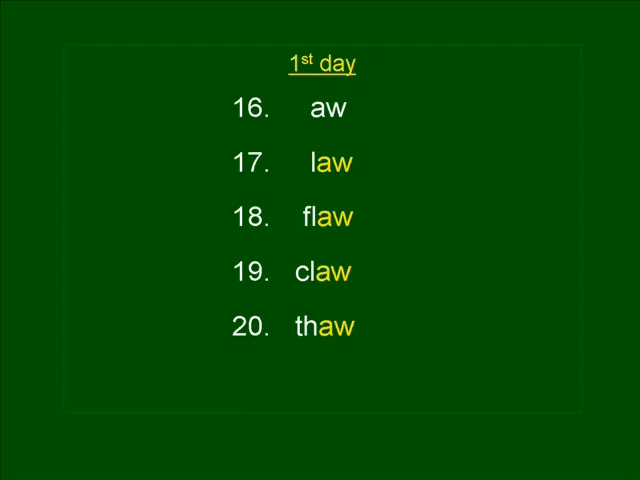 1st day
16. aw
17. law
18. flaw
19. claw
20. thaw